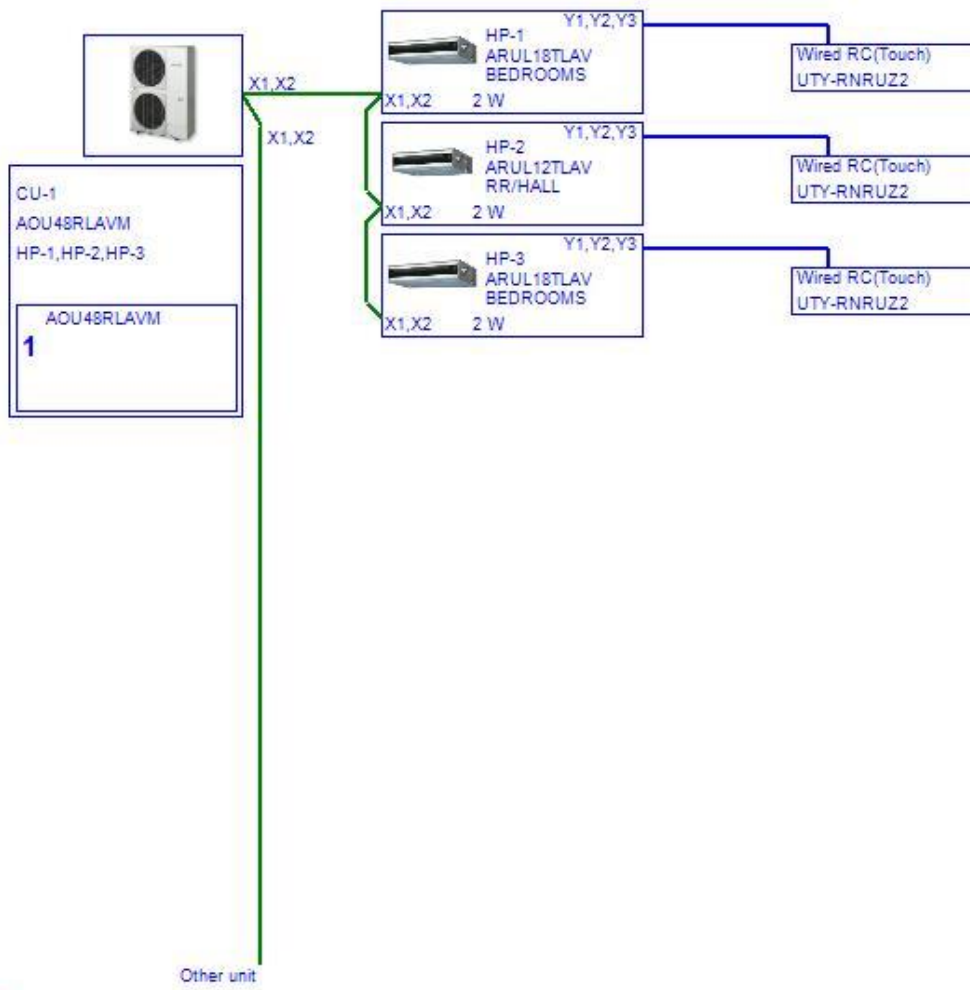 X1,X2
X1,X2
CU-1
AOU48RLAVM
HP-1,HP-2,HP-3
AOU48RLAVM
1
Y1,Y2,Y3
HP-1
ARUL18TLAV
BEDROOMS
X1,X2 2 W
Wired RC(Touch)
UTY-RNRUZ2
Y1,Y2,Y3
HP-2
ARUL12TLAV
RR/HALL
X1,X2 2 W
Wired RC(Touch)
UTY-RNRUZ2
Y1,Y2,Y3
HP-3
ARUL18TLAV
BEDROOMS
X1,X2 2 W
Wired RC(Touch)
UTY-RNRUZ2
Other unit